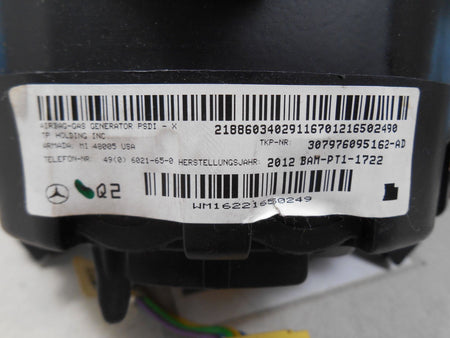 AIRBAG-GAS GENERATOR PSDI - X
21886034029116701216502490
HOLDING INC
ARMADA, MI 48005 USA
TKP-NR: 307976095162-AD
TELEFON-NR: 49(0) 6021-65-0 HERSTELLUNGSJAHR: 2012 BAM-PT1-1722
Q2
WM16221650249